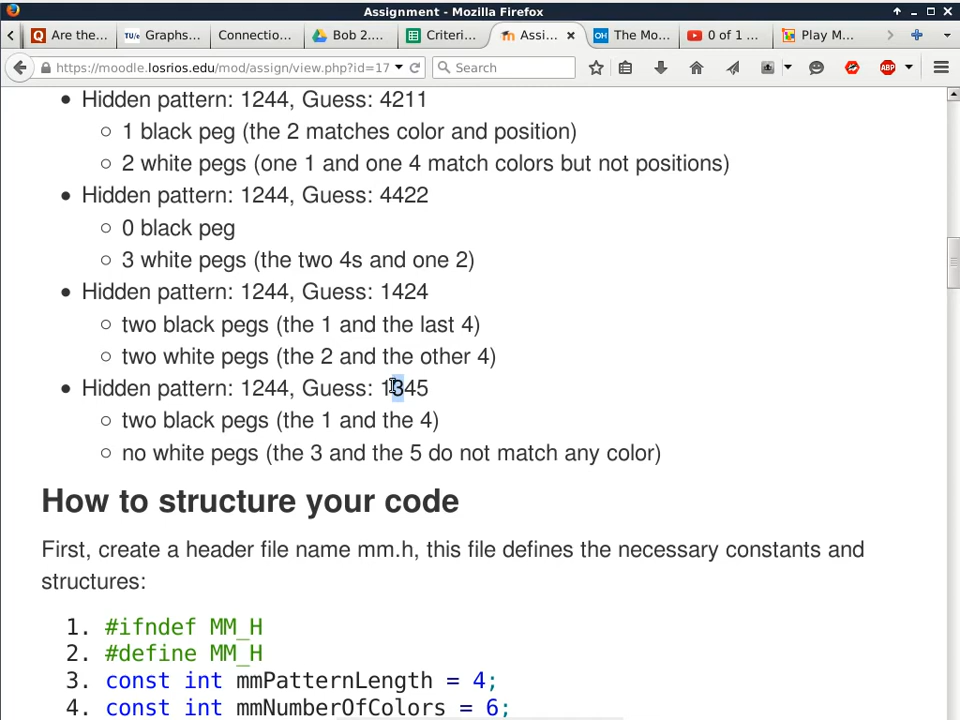 Assignment - Mozilla Firefox
Are the...
TU/e Graphs...
Connectio...
Bob 2....
Criteri...
Assi...
OH The Mo...
0 of 1 ...
Play M...
https://moodle.losrios.edu/mod/assign/view.php?id=17
Search
ABP
• Hidden pattern: 1244, Guess: 4211
○ 1 black peg (the 2 matches color and position)
○ 2 white pegs (one 1 and one 4 match colors but not positions)
• Hidden pattern: 1244, Guess: 4422
○ 0 black peg
○ 3 white pegs (the two 4s and one 2)
• Hidden pattern: 1244, Guess: 1424
○ two black pegs (the 1 and the last 4)
○ two white pegs (the 2 and the other 4)
• Hidden pattern: 1244, Guess: 1345
○ two black pegs (the 1 and the 4)
○ no white pegs (the 3 and the 5 do not match any color)
How to structure your code
First, create a header file name mm.h, this file defines the necessary constants and
structures:
1. #ifndef MM_H
2. #define MM_H
3. const int mmPatternLength = 4;
4. const int mmNumberOfColors = 6;